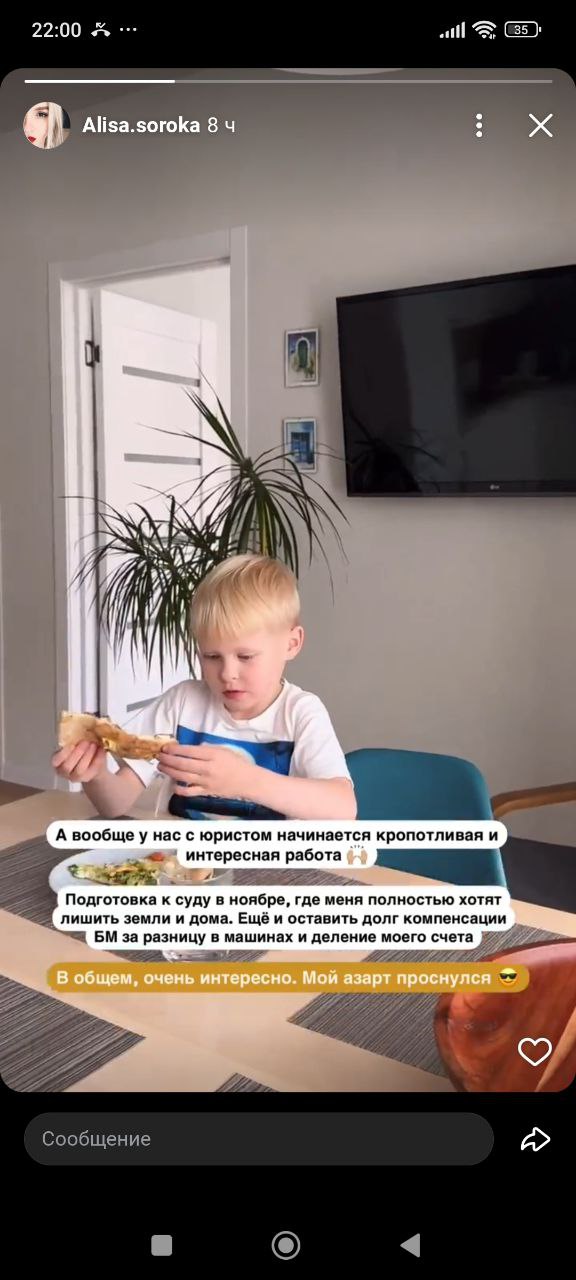 22:00
35
Alisa.soroka 8 ч
LG
А вообще у нас с юристом начинается кропотливая и
интересная работа 🙌🏻
Подготовка к суду в ноябре, где меня полностью хотят
лишить земли и дома. Ещё и оставить долг компенсации
БМ за разницу в машинах и деление моего счета
В общем, очень интересно. Мой азарт проснулся 😎
Сообщение